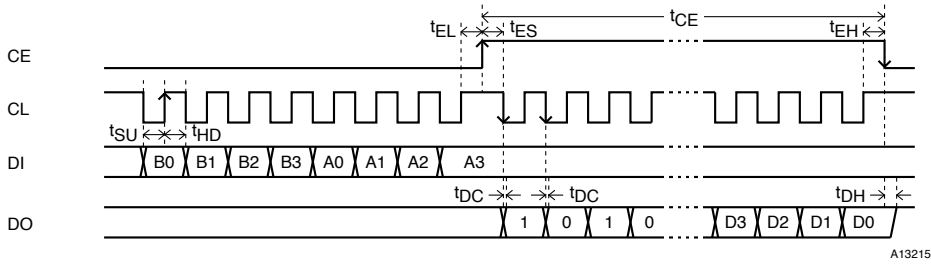 tCE
tEL tES tEH
CE
CL
tSU tHD
DI B0 B1 B2 B3 A0 A1 A2 A3
tDC tDC tDH
DO 1 0 1 0 D3 D2 D1 D0
A13215